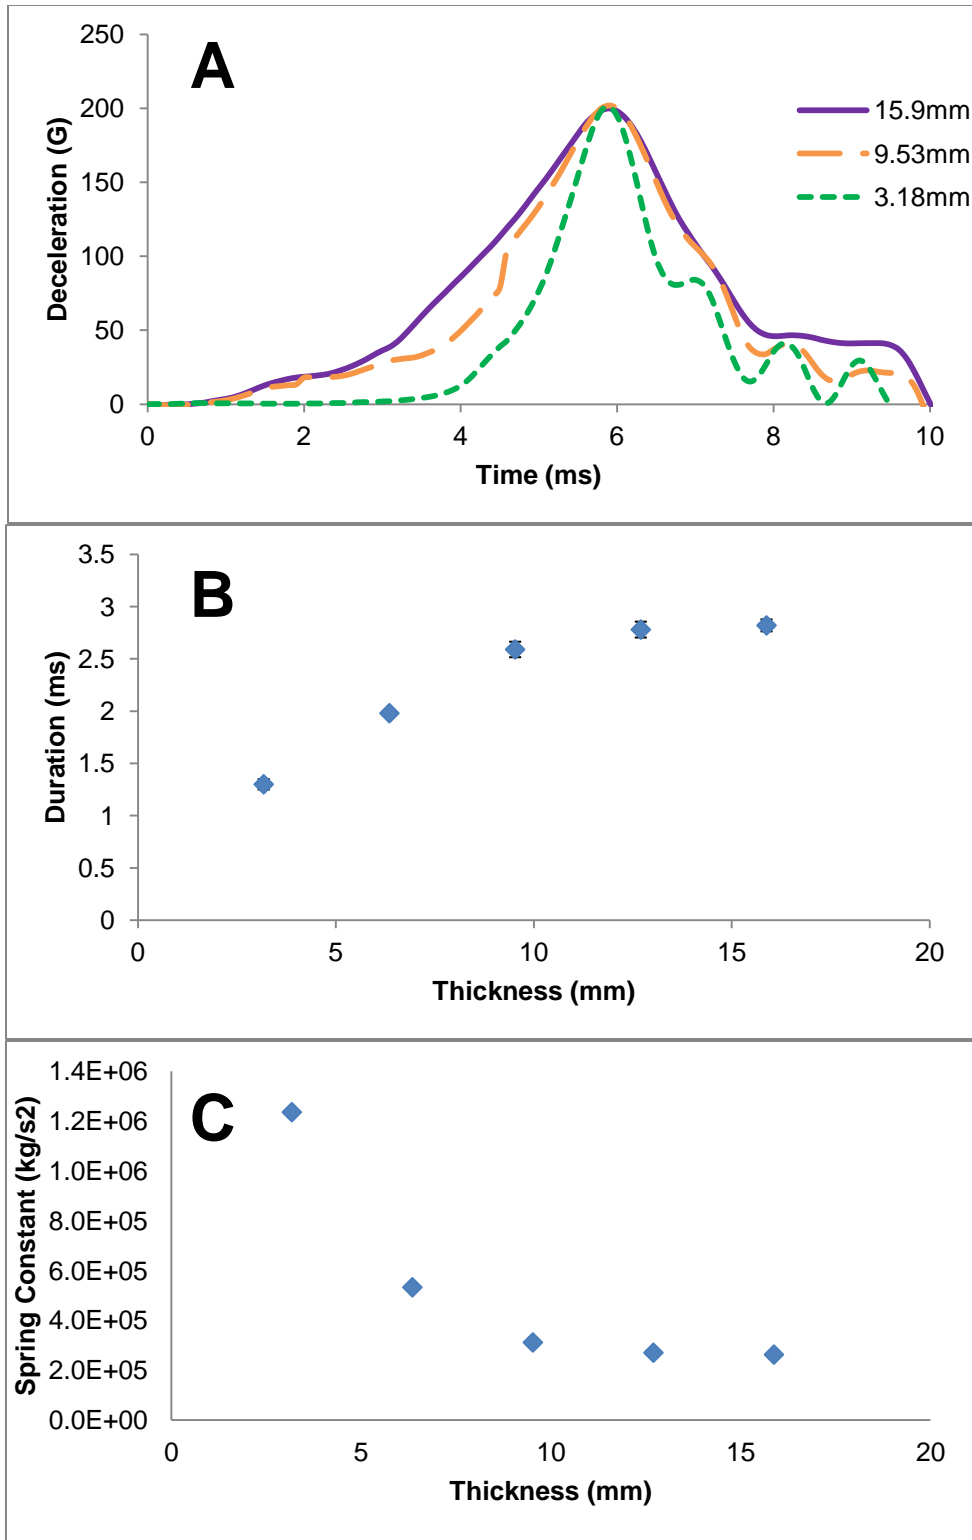 A
250
200
150
100
50
0
Deceleration (G)
0 2 4 6 8 10
Time (ms)
15.9mm
9.53mm
3.18mm
B
3.5
3
2.5
2
1.5
1
0.5
0
Duration (ms)
0 5 10 15 20
Thickness (mm)
C
1.4E+06
1.2E+06
1.0E+06
8.0E+05
6.0E+05
4.0E+05
2.0E+05
0.0E+00
Spring Constant (kg/s2)
0 5 10 15 20
Thickness (mm)